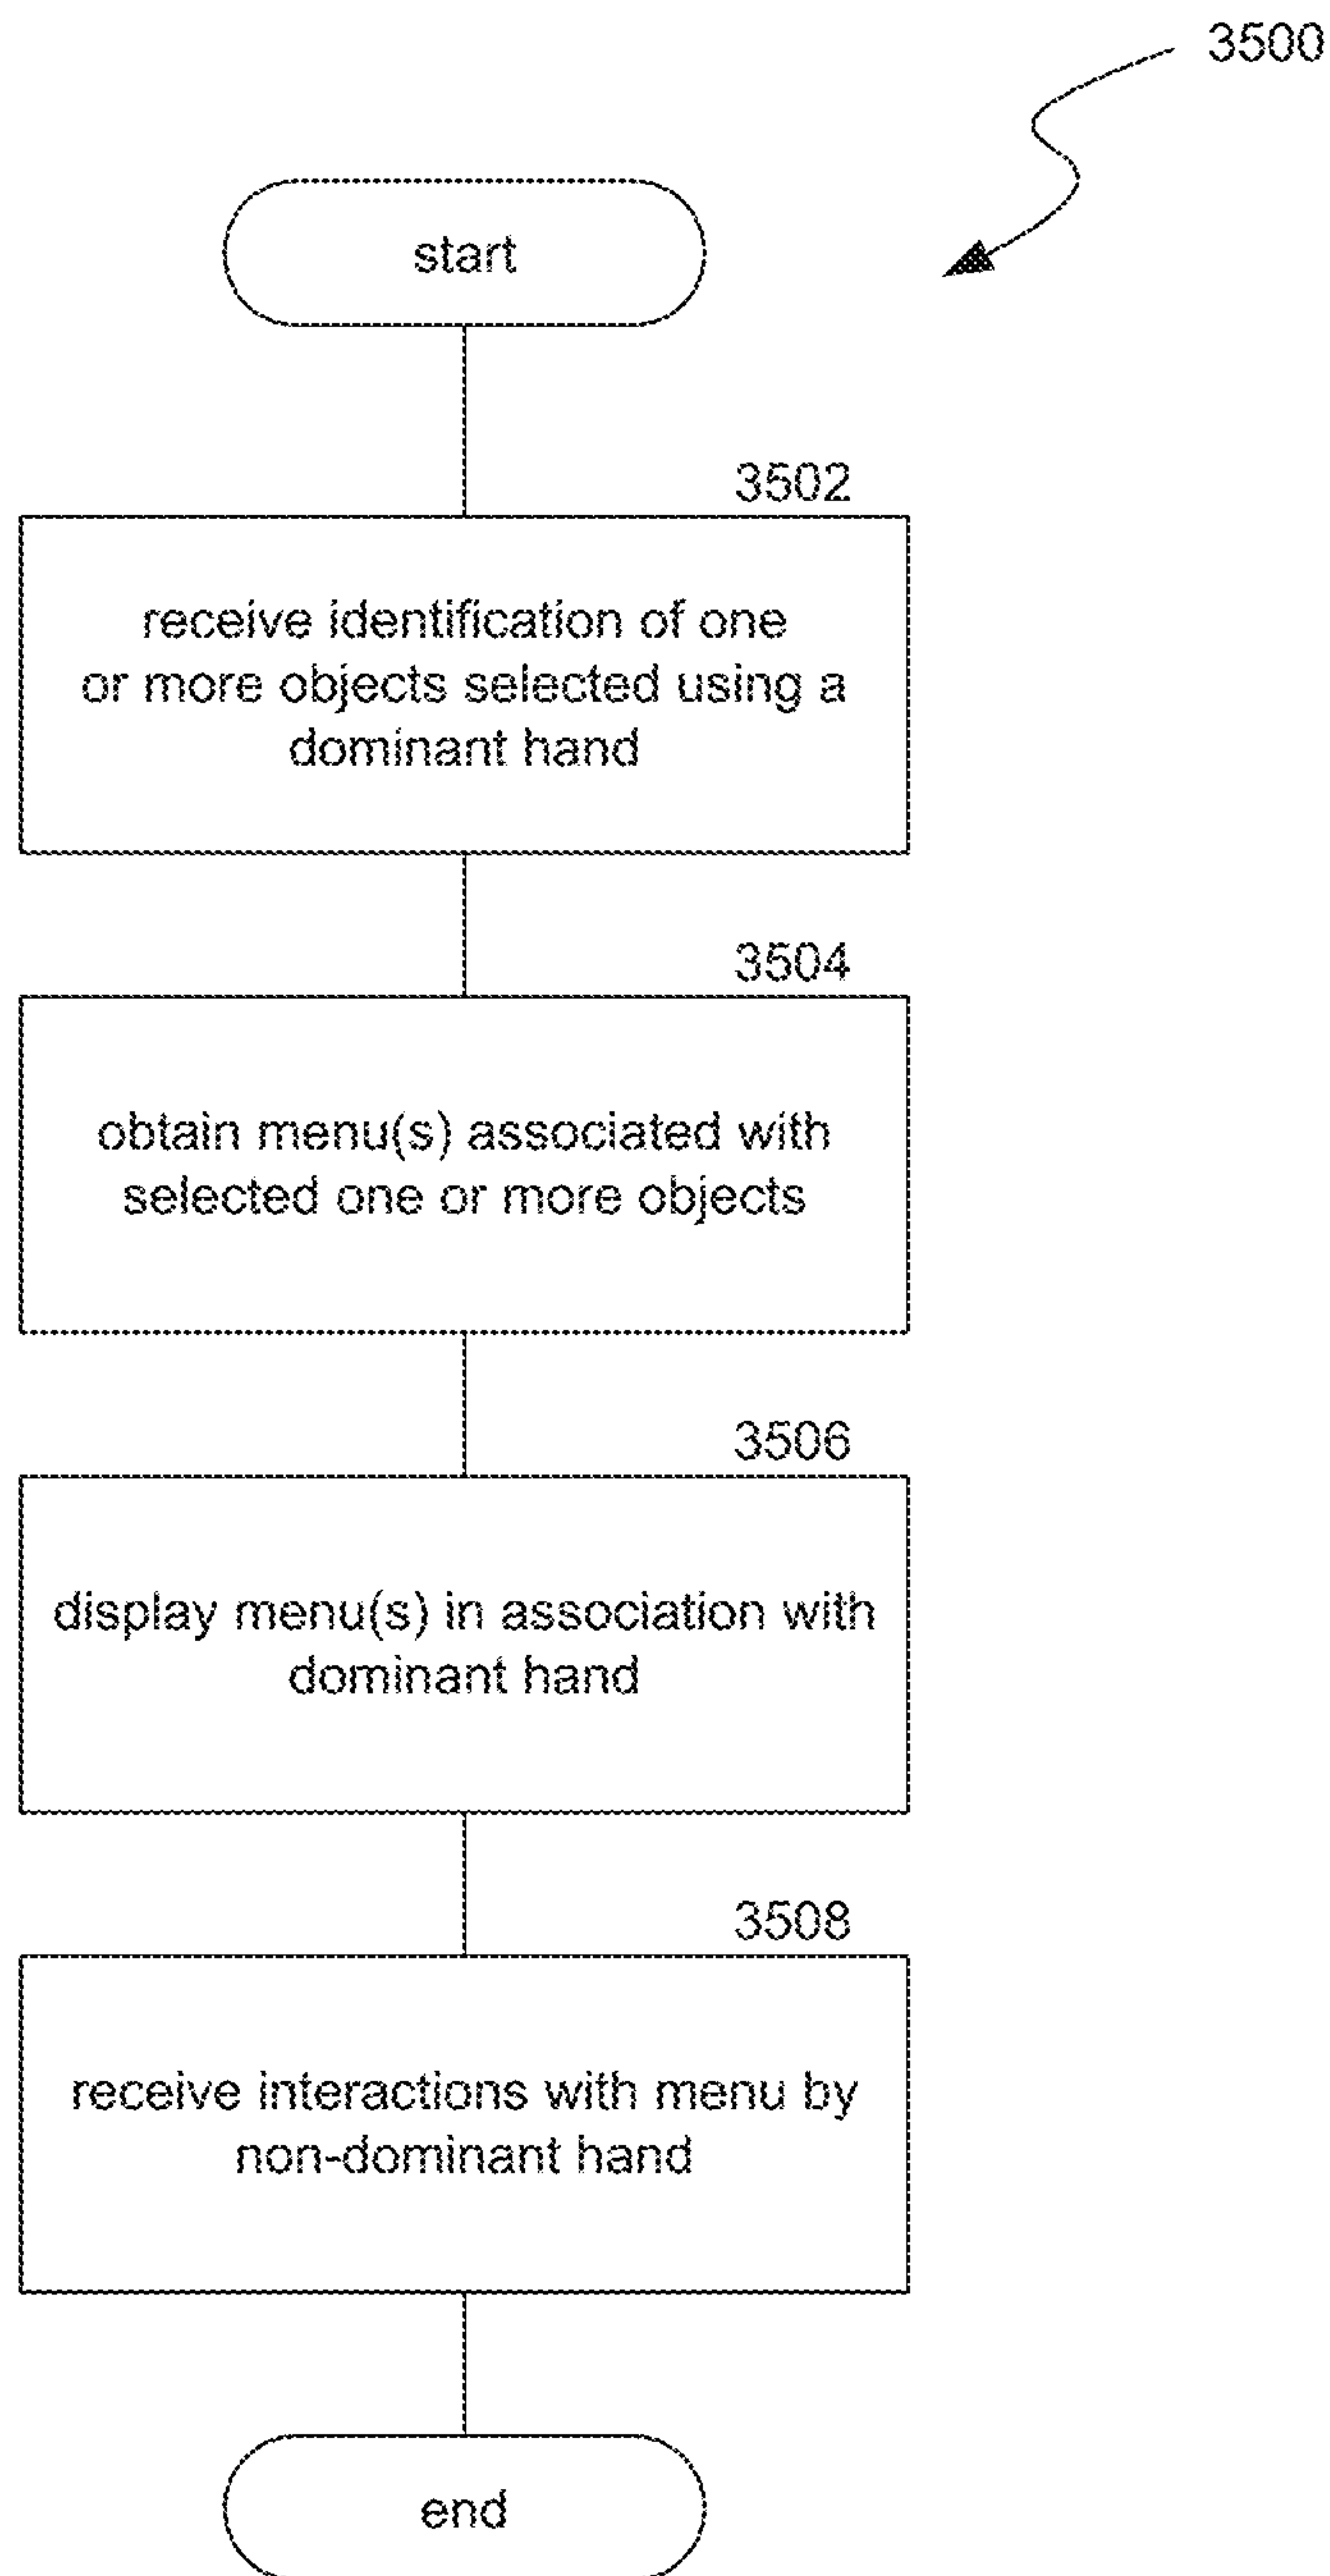 3500
start
3502
receive identification of one
or more objects selected using a
dominant hand
3504
obtain menu(s) associated with
selected one or more objects
3506
display menu(s) in association with
dominant hand
3508
receive interactions with menu by
non-dominant hand
end